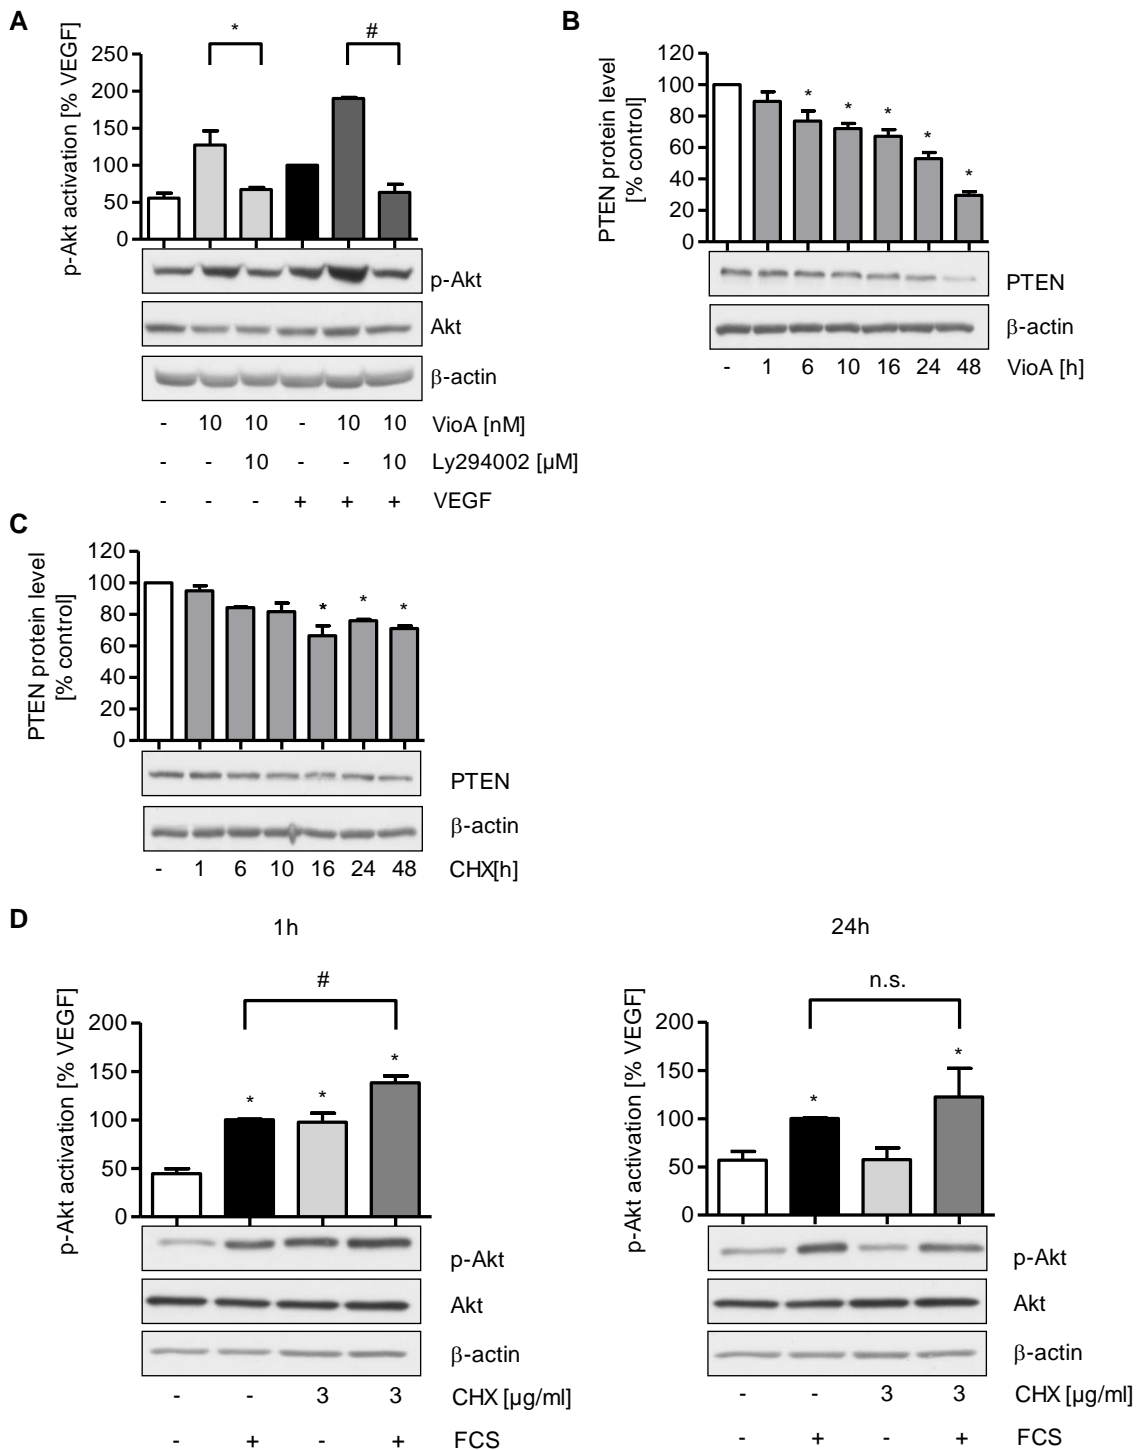 A
p-Akt activation [% VEGF]
250
200
150
100
50
0
*
#
p-Akt
Akt
β-actin
- 10 10 - 10 10 VioA [nM]
- - 10 - - 10 Ly294002 [µM]
- - - + + + VEGF
B
PTEN protein level
[% control]
120
100
80
60
40
20
0
* * * * *
PTEN
β-actin
- 1 6 10 16 24 48 VioA [h]
C
PTEN protein level
[% control]
120
100
80
60
40
20
0
* * *
PTEN
β-actin
- 1 6 10 16 24 48 CHX[h]
D
1h
p-Akt activation [% VEGF]
200
150
100
50
0
#
* * *
p-Akt
Akt
β-actin
- - 3 3 CHX [µg/ml]
- + - + FCS
24h
p-Akt activation [% VEGF]
200
150
100
50
0
n.s.
* *
p-Akt
Akt
β-actin
- - 3 3 CHX [µg/ml]
- + - + FCS